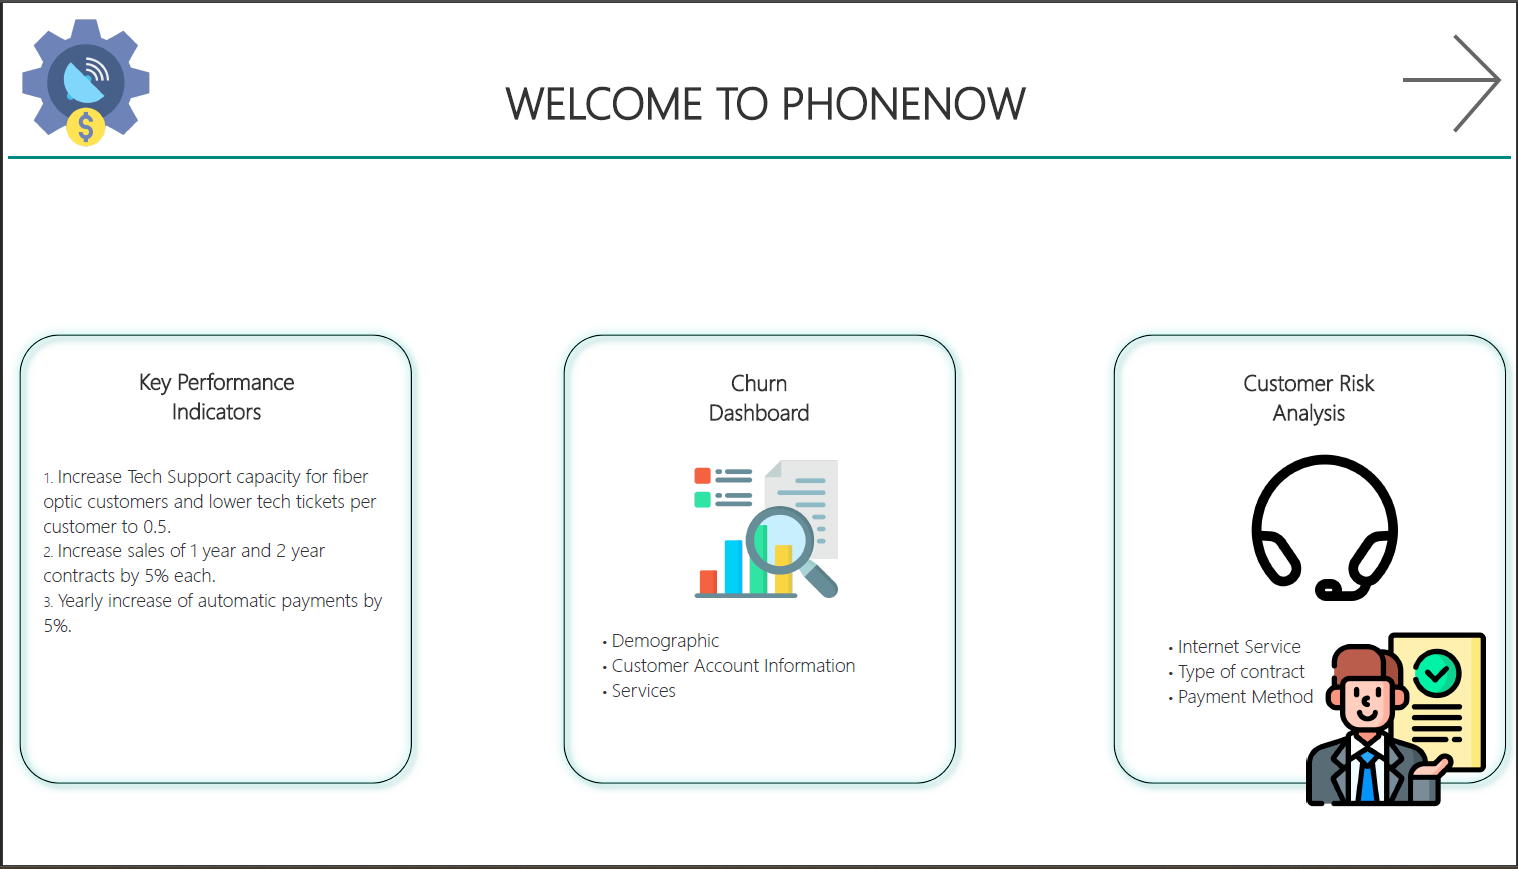 WELCOME TO PHONENOW
Key Performance
Indicators
1. Increase Tech Support capacity for fiber
optic customers and lower tech tickets per
customer to 0.5.
2. Increase sales of 1 year and 2 year
contracts by 5% each.
3. Yearly increase of automatic payments by
5%.
Churn
Dashboard
• Demographic
• Customer Account Information
• Services
Customer Risk
Analysis
• Internet Service
• Type of contract
• Payment Method
$